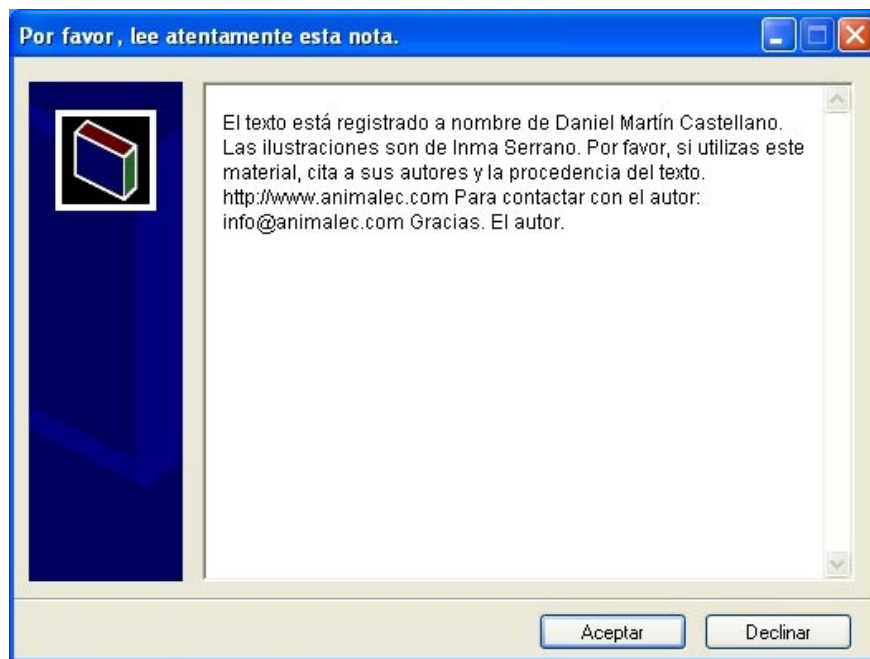 Por favor, lee atentamente esta nota.
El texto está registrado a nombre de Daniel Martín Castellano.
Las ilustraciones son de Inma Serrano. Por favor, si utilizas este
material, cita a sus autores y la procedencia del texto.
http://www.animalec.com Para contactar con el autor:
info@animalec.com Gracias. El autor.
Aceptar
Declinar